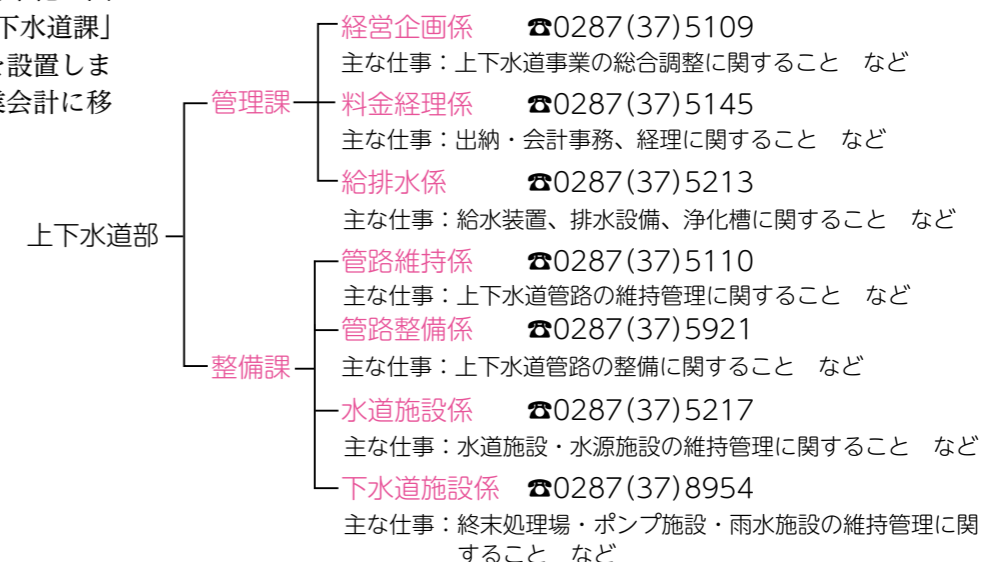 下水道課」
を設置しま
業会計に移
上下水道部
管理課
経営企画係 ☎0287(37)5109
主な仕事：上下水道事業の総合調整に関すること など
料金経理係 ☎0287(37)5145
主な仕事：出納・会計事務、経理に関すること など
給排水係 ☎0287(37)5213
主な仕事：給水装置、排水設備、浄化槽に関すること など
整備課
管路維持係 ☎0287(37)5110
主な仕事：上下水道管路の維持管理に関すること など
管路整備係 ☎0287(37)5921
主な仕事：上下水道管路の整備に関すること など
水道施設係 ☎0287(37)5217
主な仕事：水道施設・水源施設の維持管理に関すること など
下水道施設係 ☎0287(37)8954
主な仕事：終末処理場・ポンプ施設・雨水施設の維持管理に関
すること など